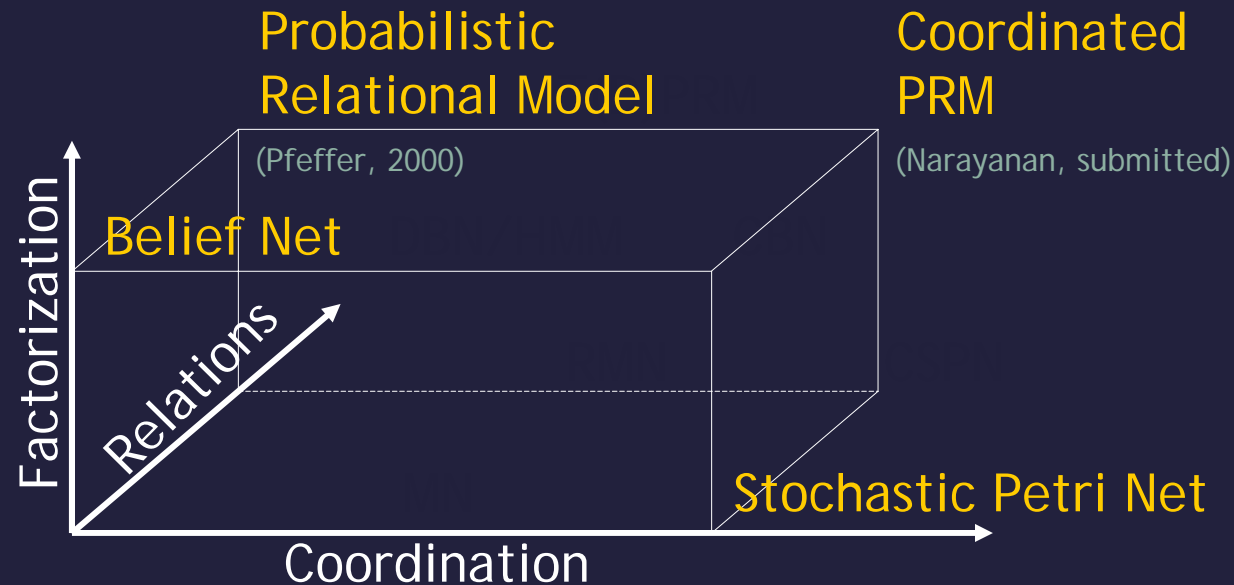 Probabilistic
Relational Model
(Pfeffer, 2000)
Coordinated
PRM
(Narayanan, submitted)
Belief Net
Factorization
Relations
Stochastic Petri Net
Coordination